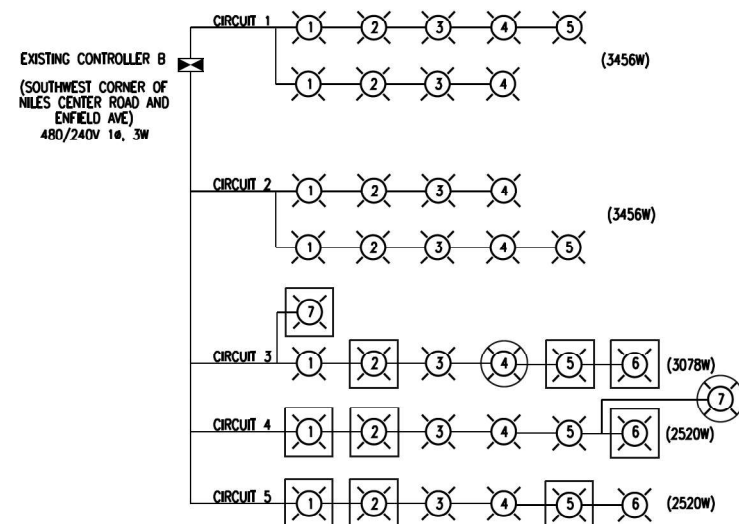 CIRCUIT 1
1 2 3 4 5
(3456W)
1 2 3 4
EXISTING CONTROLLER B
(SOUTHWEST CORNER OF
NILES CENTER ROAD AND
ENFIELD AVE)
480/240V 1ø, 3W
CIRCUIT 2
1 2 3 4
(3456W)
1 2 3 4 5
7
CIRCUIT 3
1 2 3 4 5 6
(3078W)
7
CIRCUIT 4
1 2 3 4 5 6
(2520W)
CIRCUIT 5
1 2 3 4 5 6
(2520W)